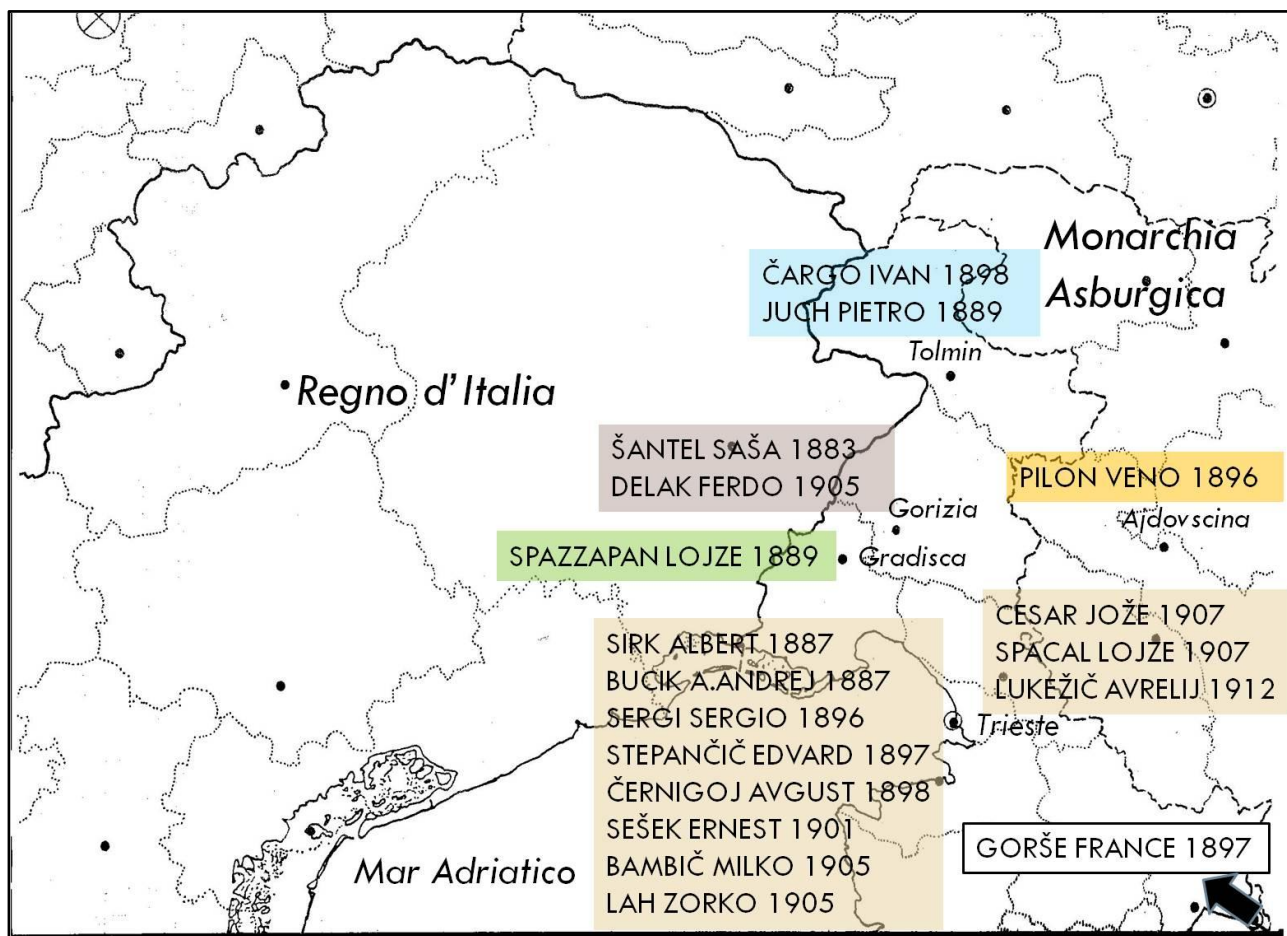 Monarchia
Asburgica
ČARGO IVAN 1898
JUCH PIETRO 1889
Tolmin
Regno d'Italia
ŠANTEL SAŠA 1883
DELAK FERDO 1905
PILON VENO 1896
Gorizia
Ajdovscina
SPAZZAPAN LOJZE 1889
Gradisca
CESAR JOŽE 1907
SPACAL LOJZE 1907
LUKEŽIČ AVRELIJ 1912
SIRK ALBERT 1887
BUCIK A.ANDREJ 1887
SERGI SERGIO 1896
STEPANČIČ EDVARD 1897
ČERNIGOJ AVGUST 1898
SEŠEK ERNEST 1901
BAMBIČ MILKO 1905
LAH ZORKO 1905
Trieste
GORŠE FRANCE 1897
Mar Adriatico